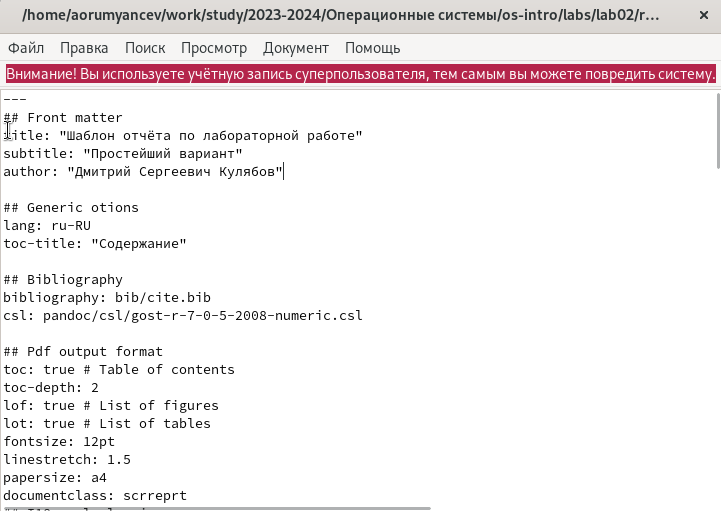 /home/aorumyancev/work/study/2023-2024/Операционные системы/os-intro/labs/lab02/r…
Файл Правка Поиск Просмотр Документ Помощь
Внимание! Вы используете учётную запись суперпользователя, тем самым вы можете повредить систему.
---
## Front matter
title: "Шаблон отчёта по лабораторной работе"
subtitle: "Простейший вариант"
author: "Дмитрий Сергеевич Кулябов"
## Generic otions
lang: ru-RU
toc-title: "Содержание"
## Bibliography
bibliography: bib/cite.bib
csl: pandoc/csl/gost-r-7-0-5-2008-numeric.csl
## Pdf output format
toc: true # Table of contents
toc-depth: 2
lof: true # List of figures
lot: true # List of tables
fontsize: 12pt
linestretch: 1.5
papersize: a4
documentclass: scrreprt